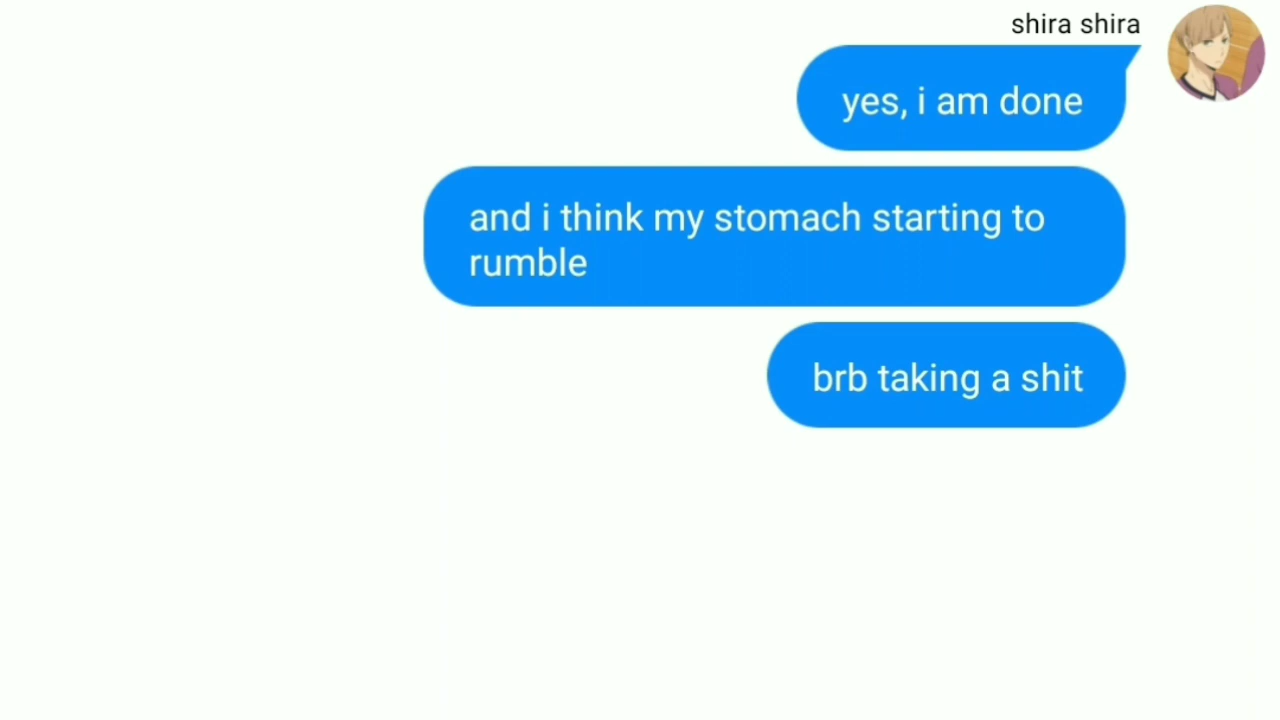 shira shira
yes, i am done
and i think my stomach starting to
rumble
brb taking a shit